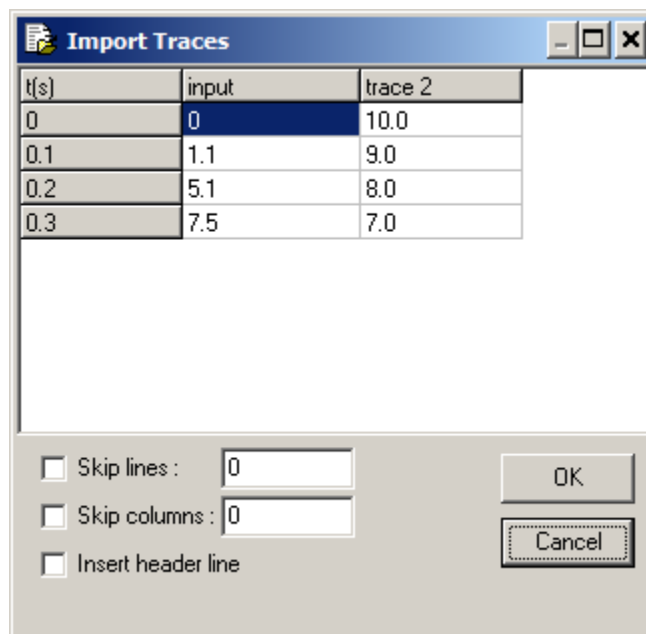 Import Traces
t(s) input trace 2
0 0 10.0
0.1 1.1 9.0
0.2 5.1 8.0
0.3 7.5 7.0
Skip lines : 0
OK
Skip columns : 0
Cancel
Insert header line